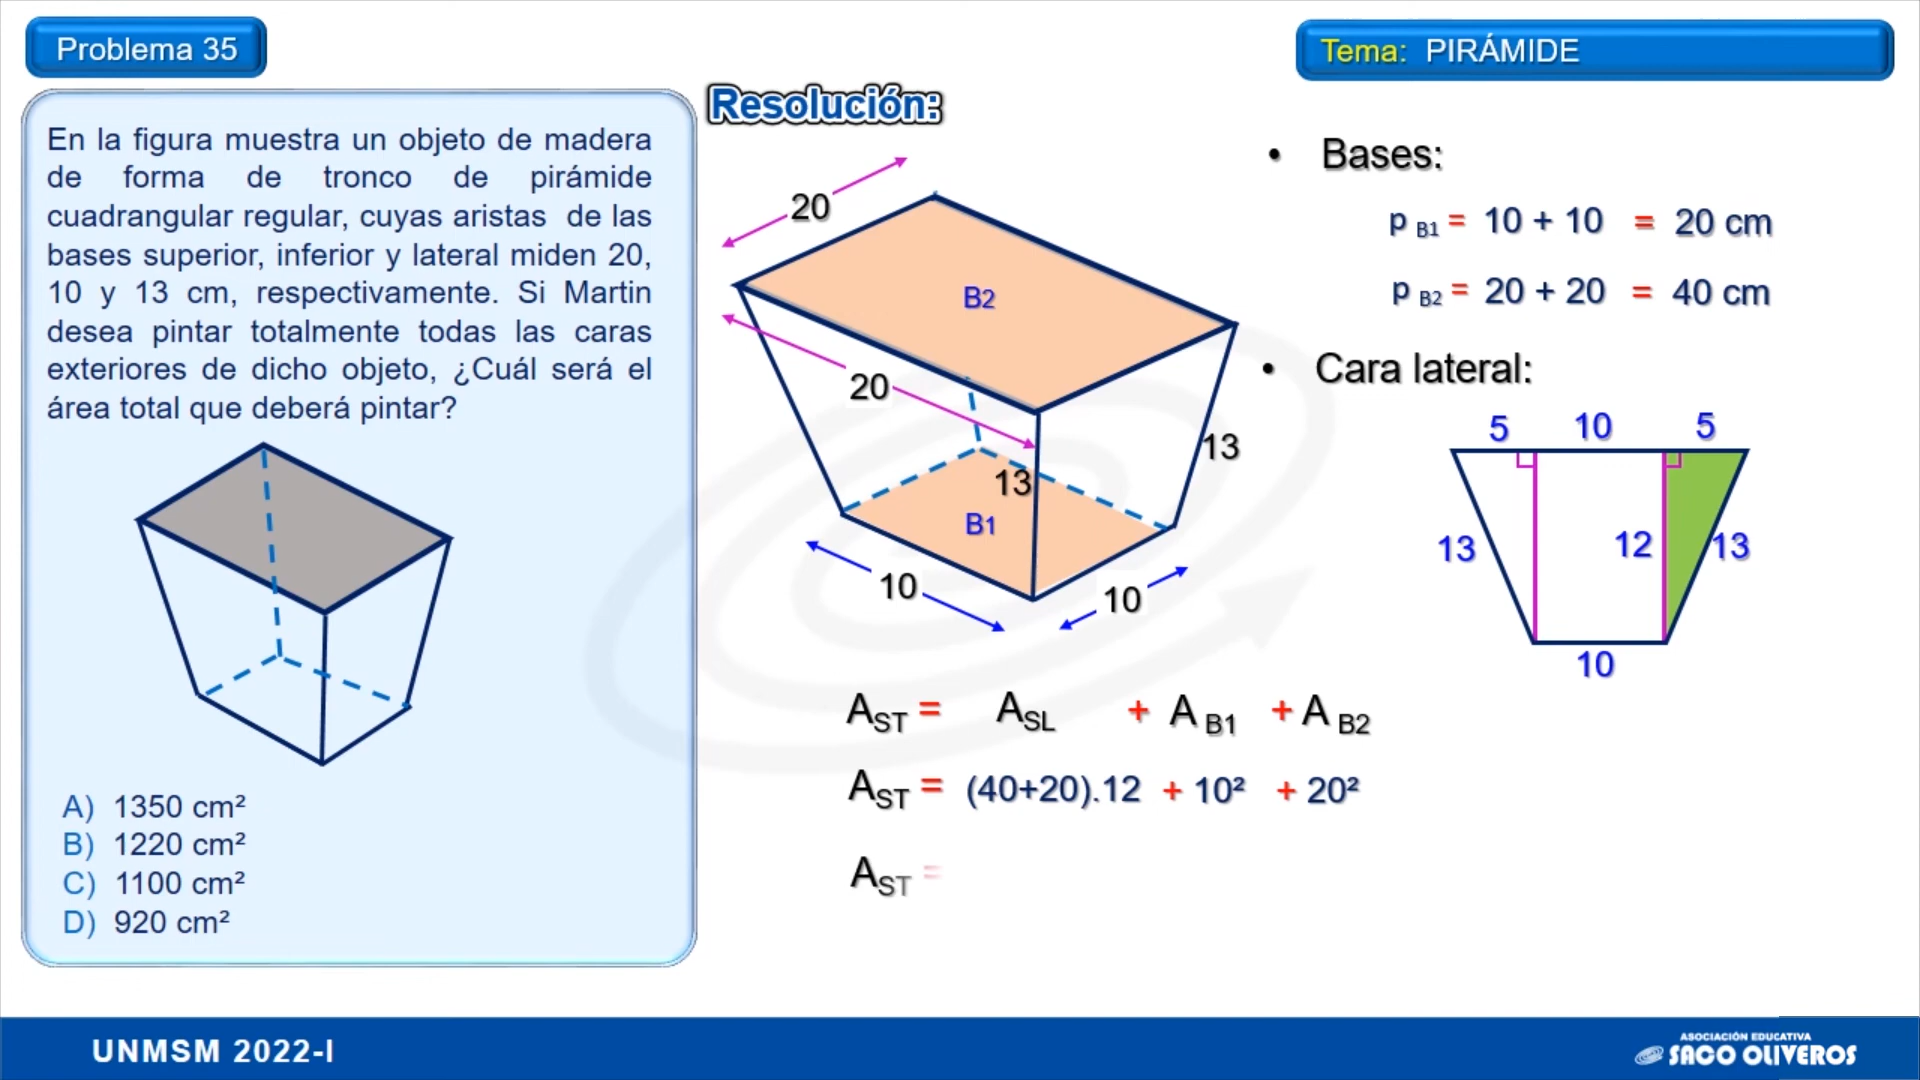 Problema 35
Tema: PIRÁMIDE
En la figura muestra un objeto de madera
de forma de tronco de pirámide
cuadrangular regular, cuyas aristas de las
bases superior, inferior y lateral miden 20,
10 y 13 cm, respectivamente. Si Martin
desea pintar totalmente todas las caras
exteriores de dicho objeto, ¿Cuál será el
área total que deberá pintar?
A) 1350 cm²
B) 1220 cm²
C) 1100 cm²
D) 920 cm²
Resolución:
20
B2
20
13
13
B1
10
10
• Bases:
p B1 = 10 + 10 = 20 cm
p B2 = 20 + 20 = 40 cm
• Cara lateral:
5 10 5
13 12 13
10
AST = ASL + A B1 + A B2
AST = (40+20).12 + 10² + 20²
AST =
UNMSM 2022-I
ASOCIACIÓN EDUCATIVA
SACO OLIVEROS